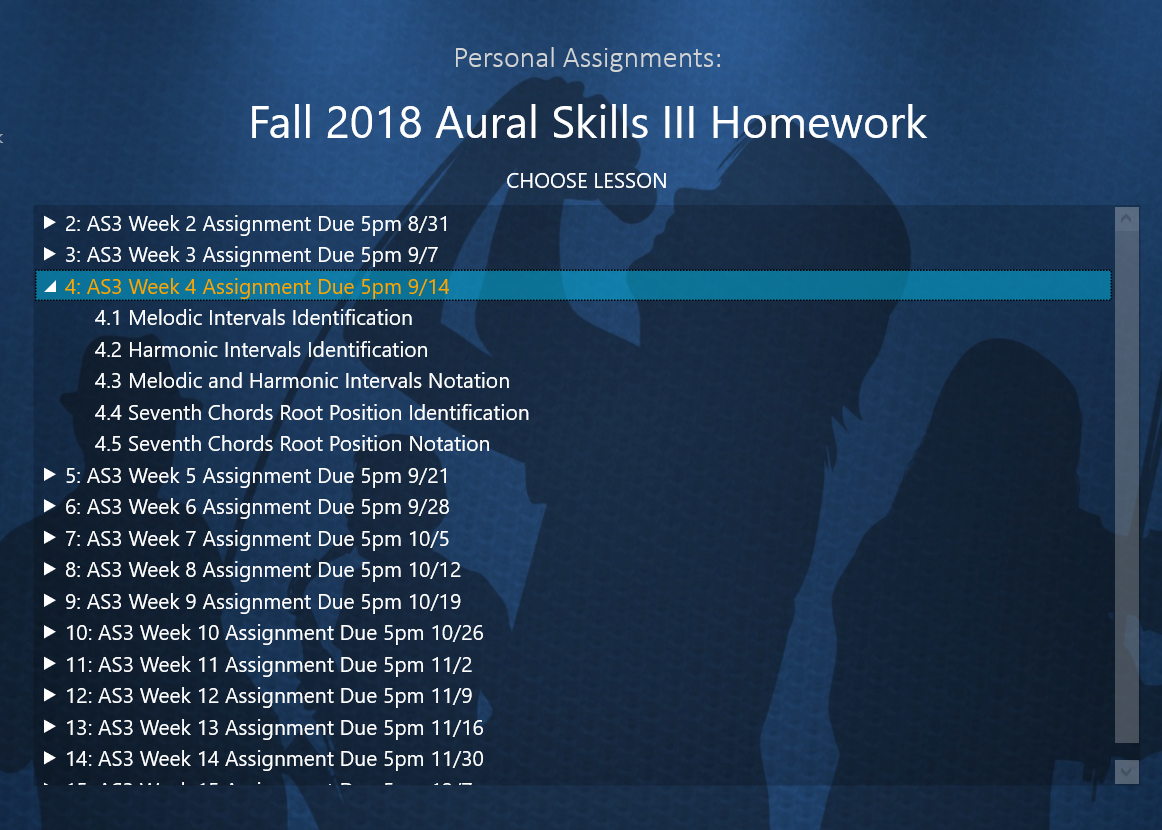 Personal Assignments:
Fall 2018 Aural Skills III Homework
CHOOSE LESSON
2: AS3 Week 2 Assignment Due 5pm 8/31
3: AS3 Week 3 Assignment Due 5pm 9/7
4: AS3 Week 4 Assignment Due 5pm 9/14
4.1 Melodic Intervals Identification
4.2 Harmonic Intervals Identification
4.3 Melodic and Harmonic Intervals Notation
4.4 Seventh Chords Root Position Identification
4.5 Seventh Chords Root Position Notation
5: AS3 Week 5 Assignment Due 5pm 9/21
6: AS3 Week 6 Assignment Due 5pm 9/28
7: AS3 Week 7 Assignment Due 5pm 10/5
8: AS3 Week 8 Assignment Due 5pm 10/12
9: AS3 Week 9 Assignment Due 5pm 10/19
10: AS3 Week 10 Assignment Due 5pm 10/26
11: AS3 Week 11 Assignment Due 5pm 11/2
12: AS3 Week 12 Assignment Due 5pm 11/9
13: AS3 Week 13 Assignment Due 5pm 11/16
14: AS3 Week 14 Assignment Due 5pm 11/30